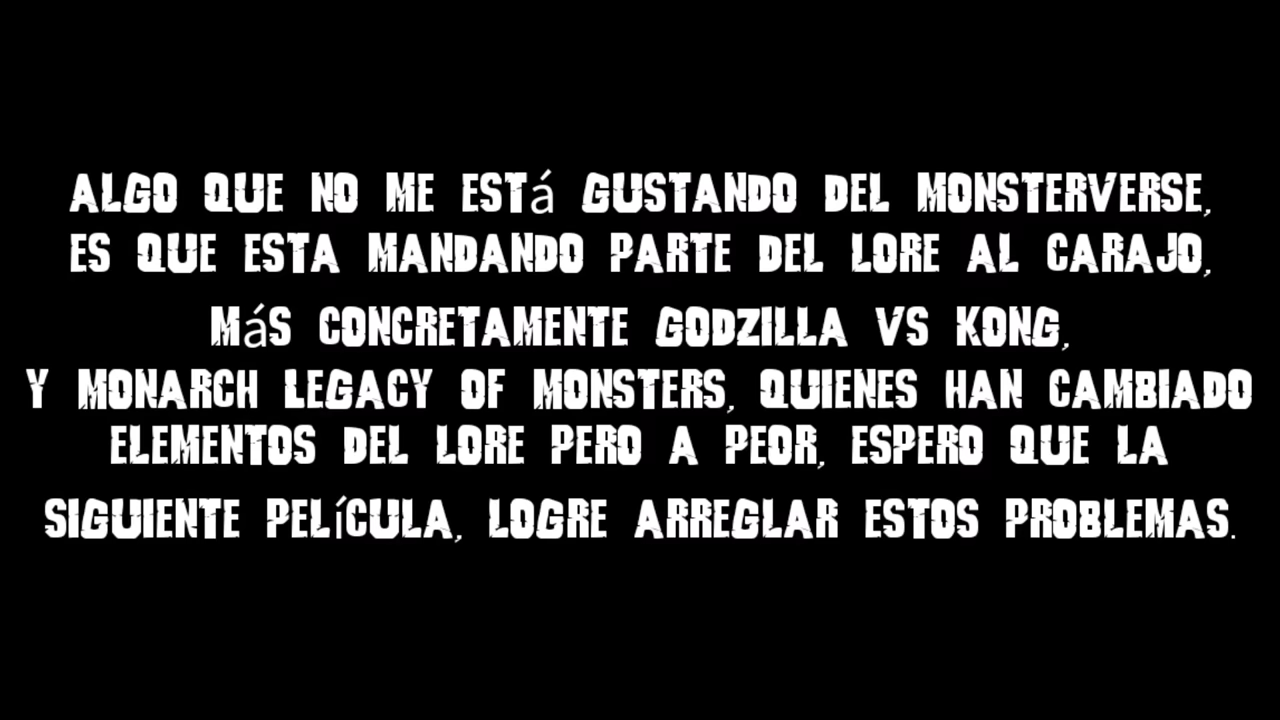 ALGO QUE NO ME ESTá GUSTANDO DEL MONSTERVERSE,
ES QUE ESTA MANDANDO PARTE DEL LORE AL CARAJO,
MáS CONCRETAMENTE GODZILLA VS KONG,
Y MONARCH LEGACY OF MONSTERS, QUIENES HAN CAMBIADO
ELEMENTOS DEL LORE PERO A PEOR, ESPERO QUE LA
SIGUIENTE PELíCULA, LOGRE ARREGLAR ESTOS PROBLEMAS.